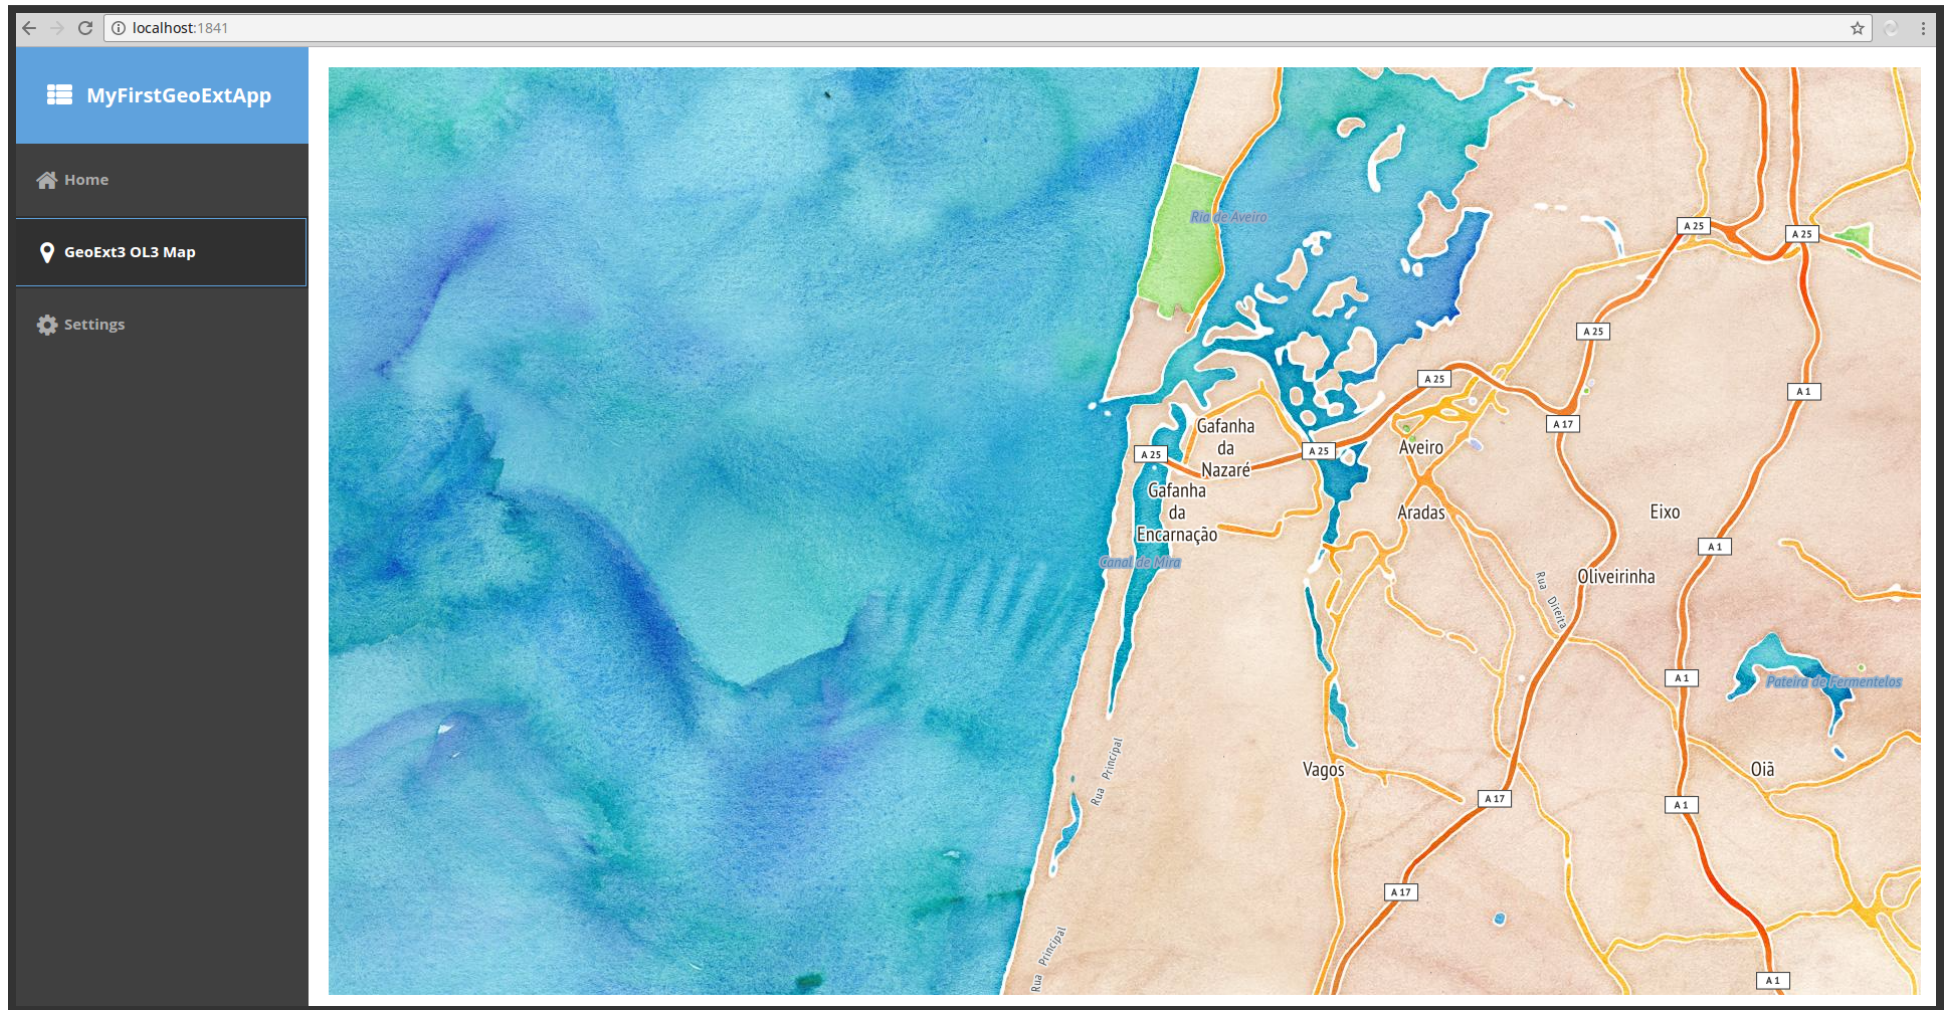 localhost:1841
MyFirstGeoExtApp
Home
GeoExt3 OL3 Map
Settings
Ria de Aveiro
A 25
A 25
A 25
A 25
A 1
A 17
Gafanha
da
Nazaré
A 25
A 25
Aveiro
Gafanha
da
Encarnação
Aradas
Eixo
A 1
Canal de Mira
Oliveirinha
Rua Direita
A 1
Pateira de Fermentelos
Rua Principal
Vagos
Oiã
A 17
A 1
A 17
Rua Principal
A 1